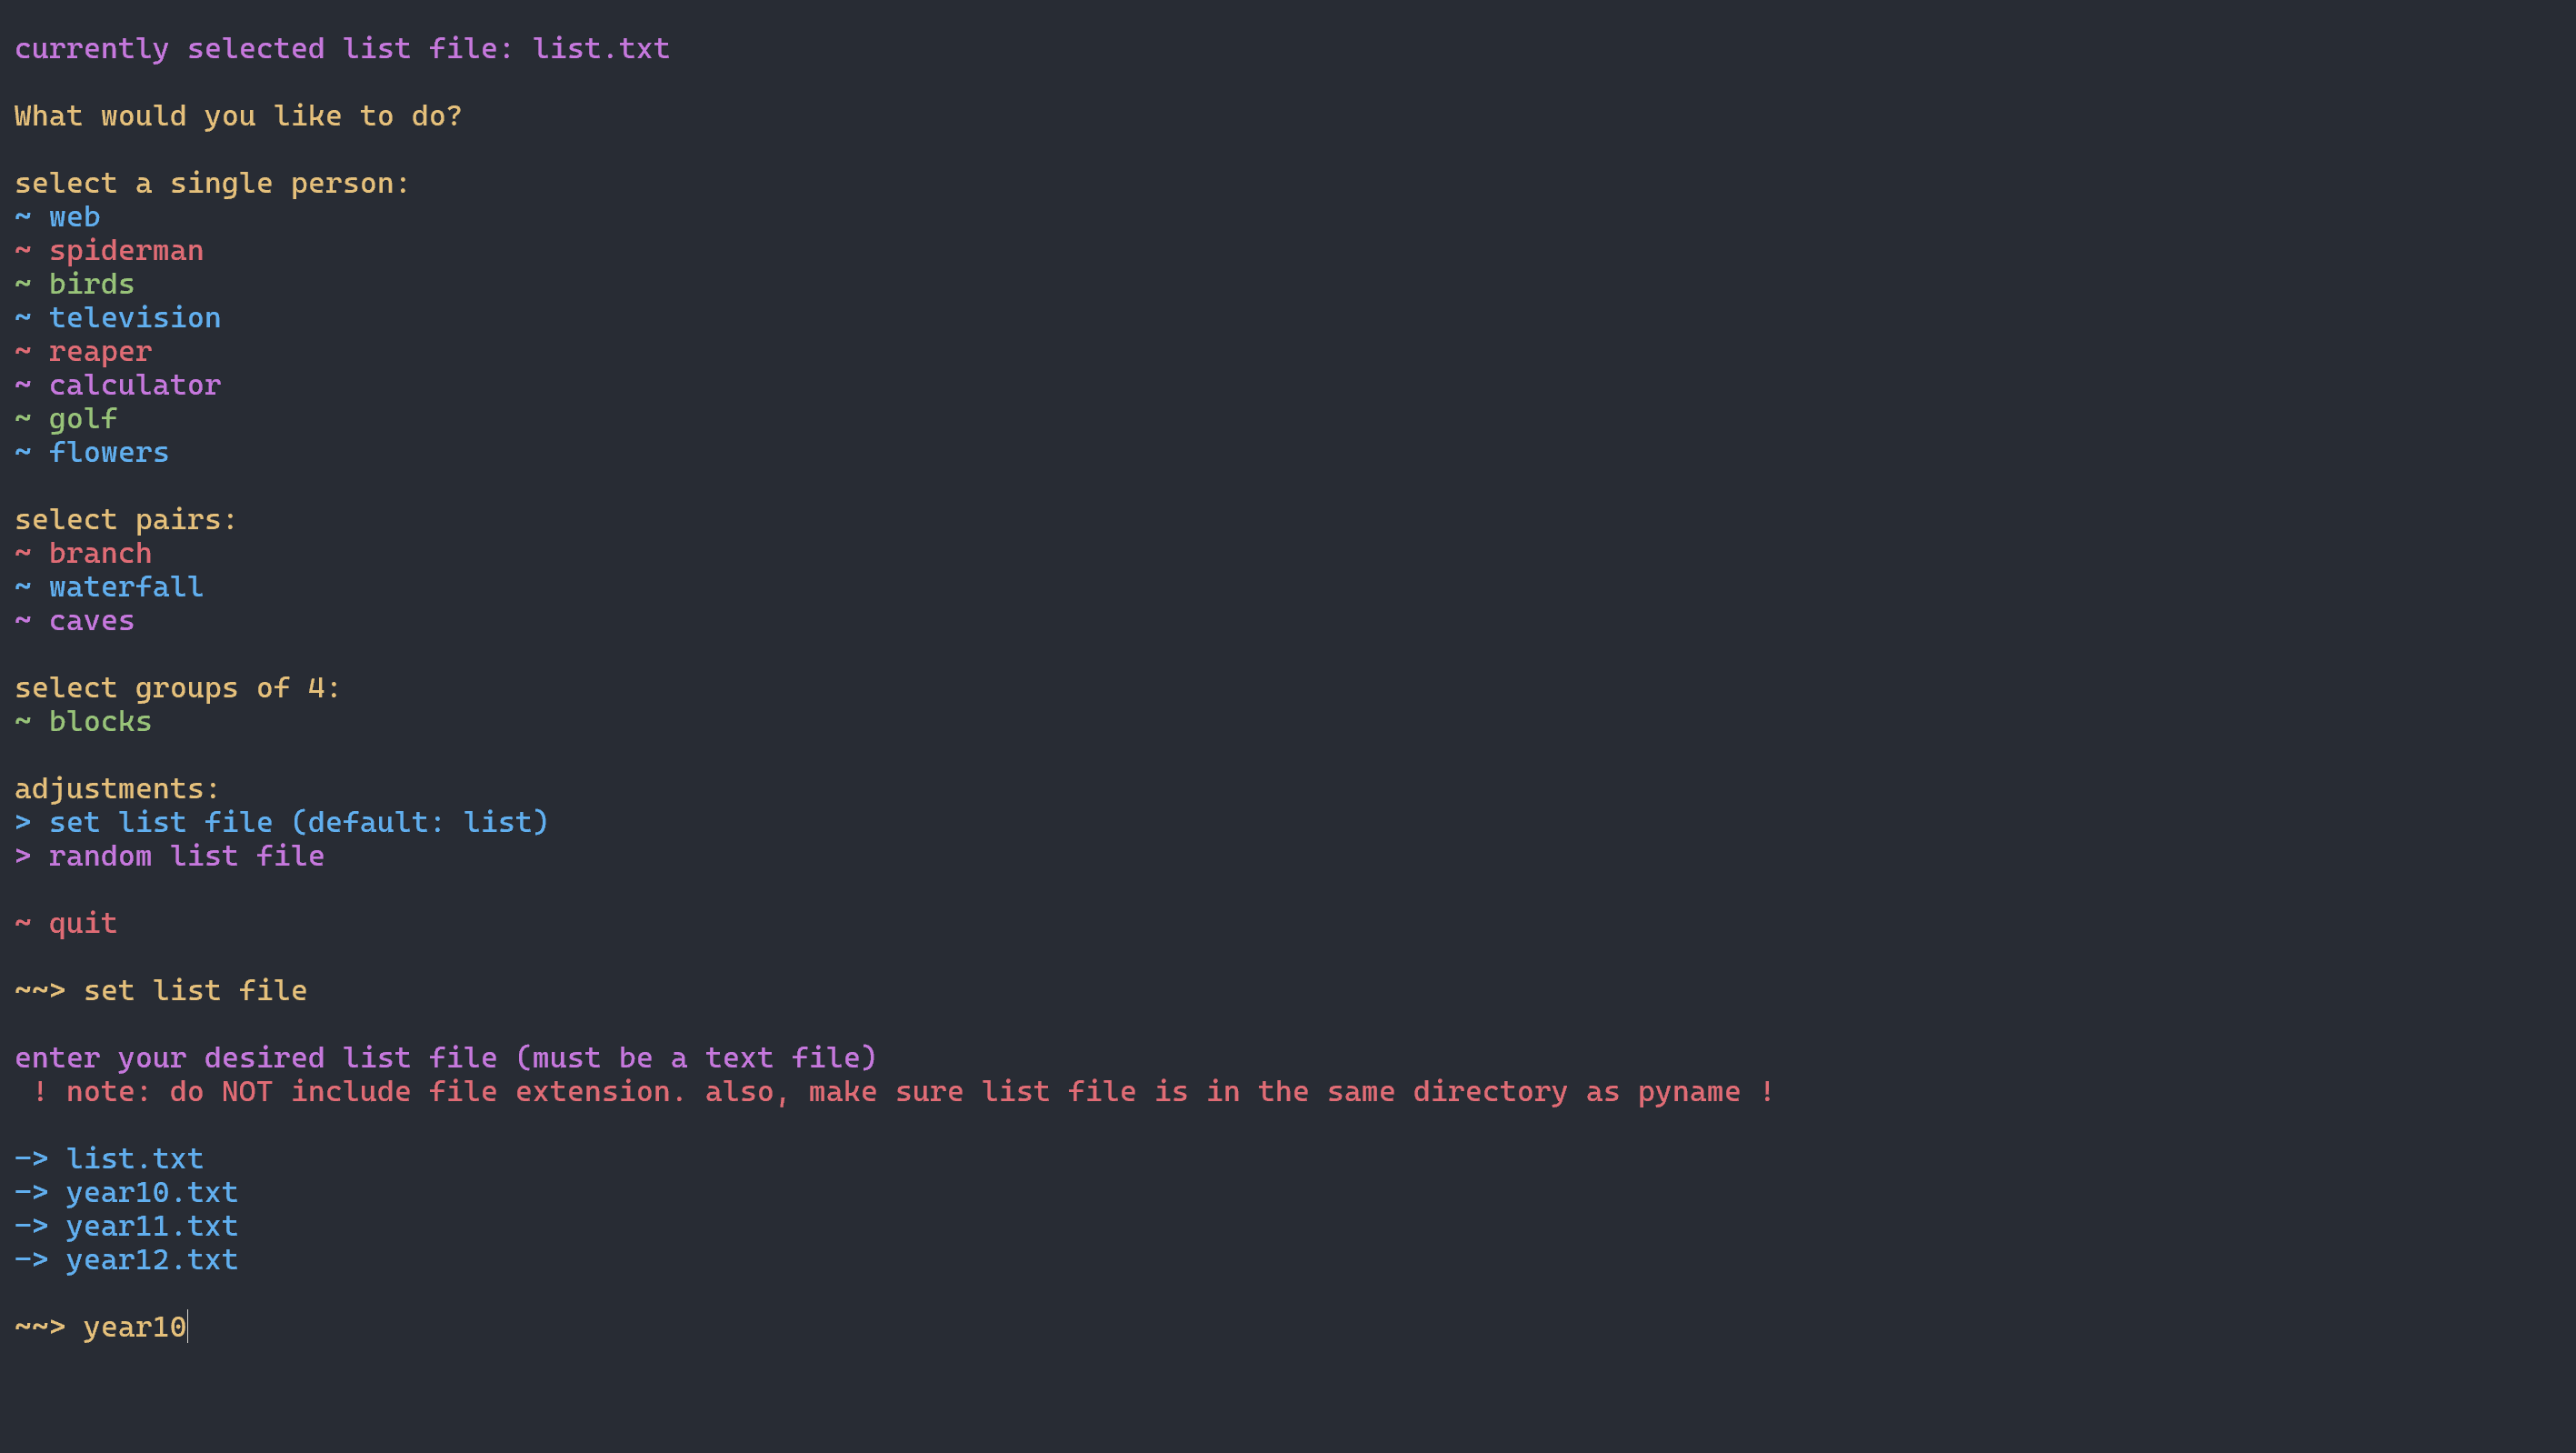 currently selected list file: list.txt
What would you like to do?
select a single person:
~ web
~ spiderman
~ birds
~ television
~ reaper
~ calculator
~ golf
~ flowers
select pairs:
~ branch
~ waterfall
~ caves
select groups of 4:
~ blocks
adjustments:
> set list file (default: list)
> random list file
~ quit
~~> set list file
enter your desired list file (must be a text file)
! note: do NOT include file extension. also, make sure list file is in the same directory as pyname !
-> list.txt
-> year10.txt
-> year11.txt
-> year12.txt
~~> year10